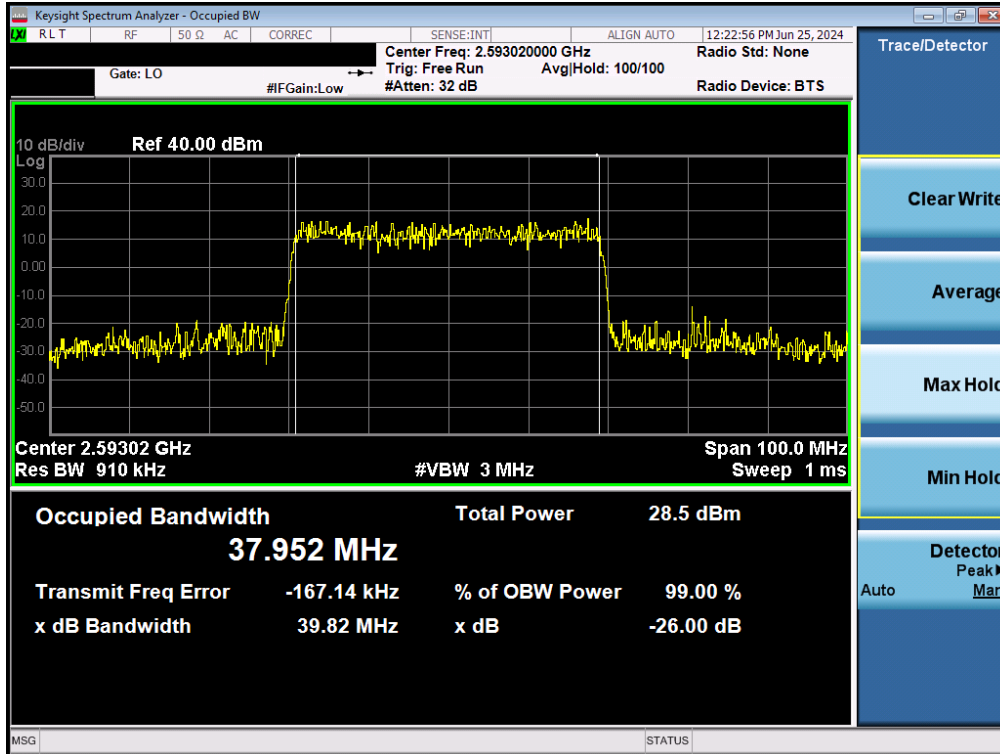 Keysight Spectrum Analyzer - Occupied BW
LXI RLT RF 50 Ω AC CORREC SENSE:INT ALIGN AUTO 12:22:56 PM Jun 25, 2024
Center Freq: 2.593020000 GHz Radio Std: None
Gate: LO Trig: Free Run Avg|Hold: 100/100
#IFGain:Low #Atten: 32 dB Radio Device: BTS
10 dB/div Ref 40.00 dBm
Log
30.0
20.0
10.0
0.00
-10.0
-20.0
-30.0
-40.0
-50.0
Center 2.59302 GHz Span 100.0 MHz
Res BW 910 kHz #VBW 3 MHz Sweep 1 ms
Occupied Bandwidth Total Power 28.5 dBm
37.952 MHz
Transmit Freq Error -167.14 kHz % of OBW Power 99.00 %
x dB Bandwidth 39.82 MHz x dB -26.00 dB
MSG STATUS
Trace/Detector
Clear Write
Average
Max Hold
Min Hold
Detector
Peak
Auto Man